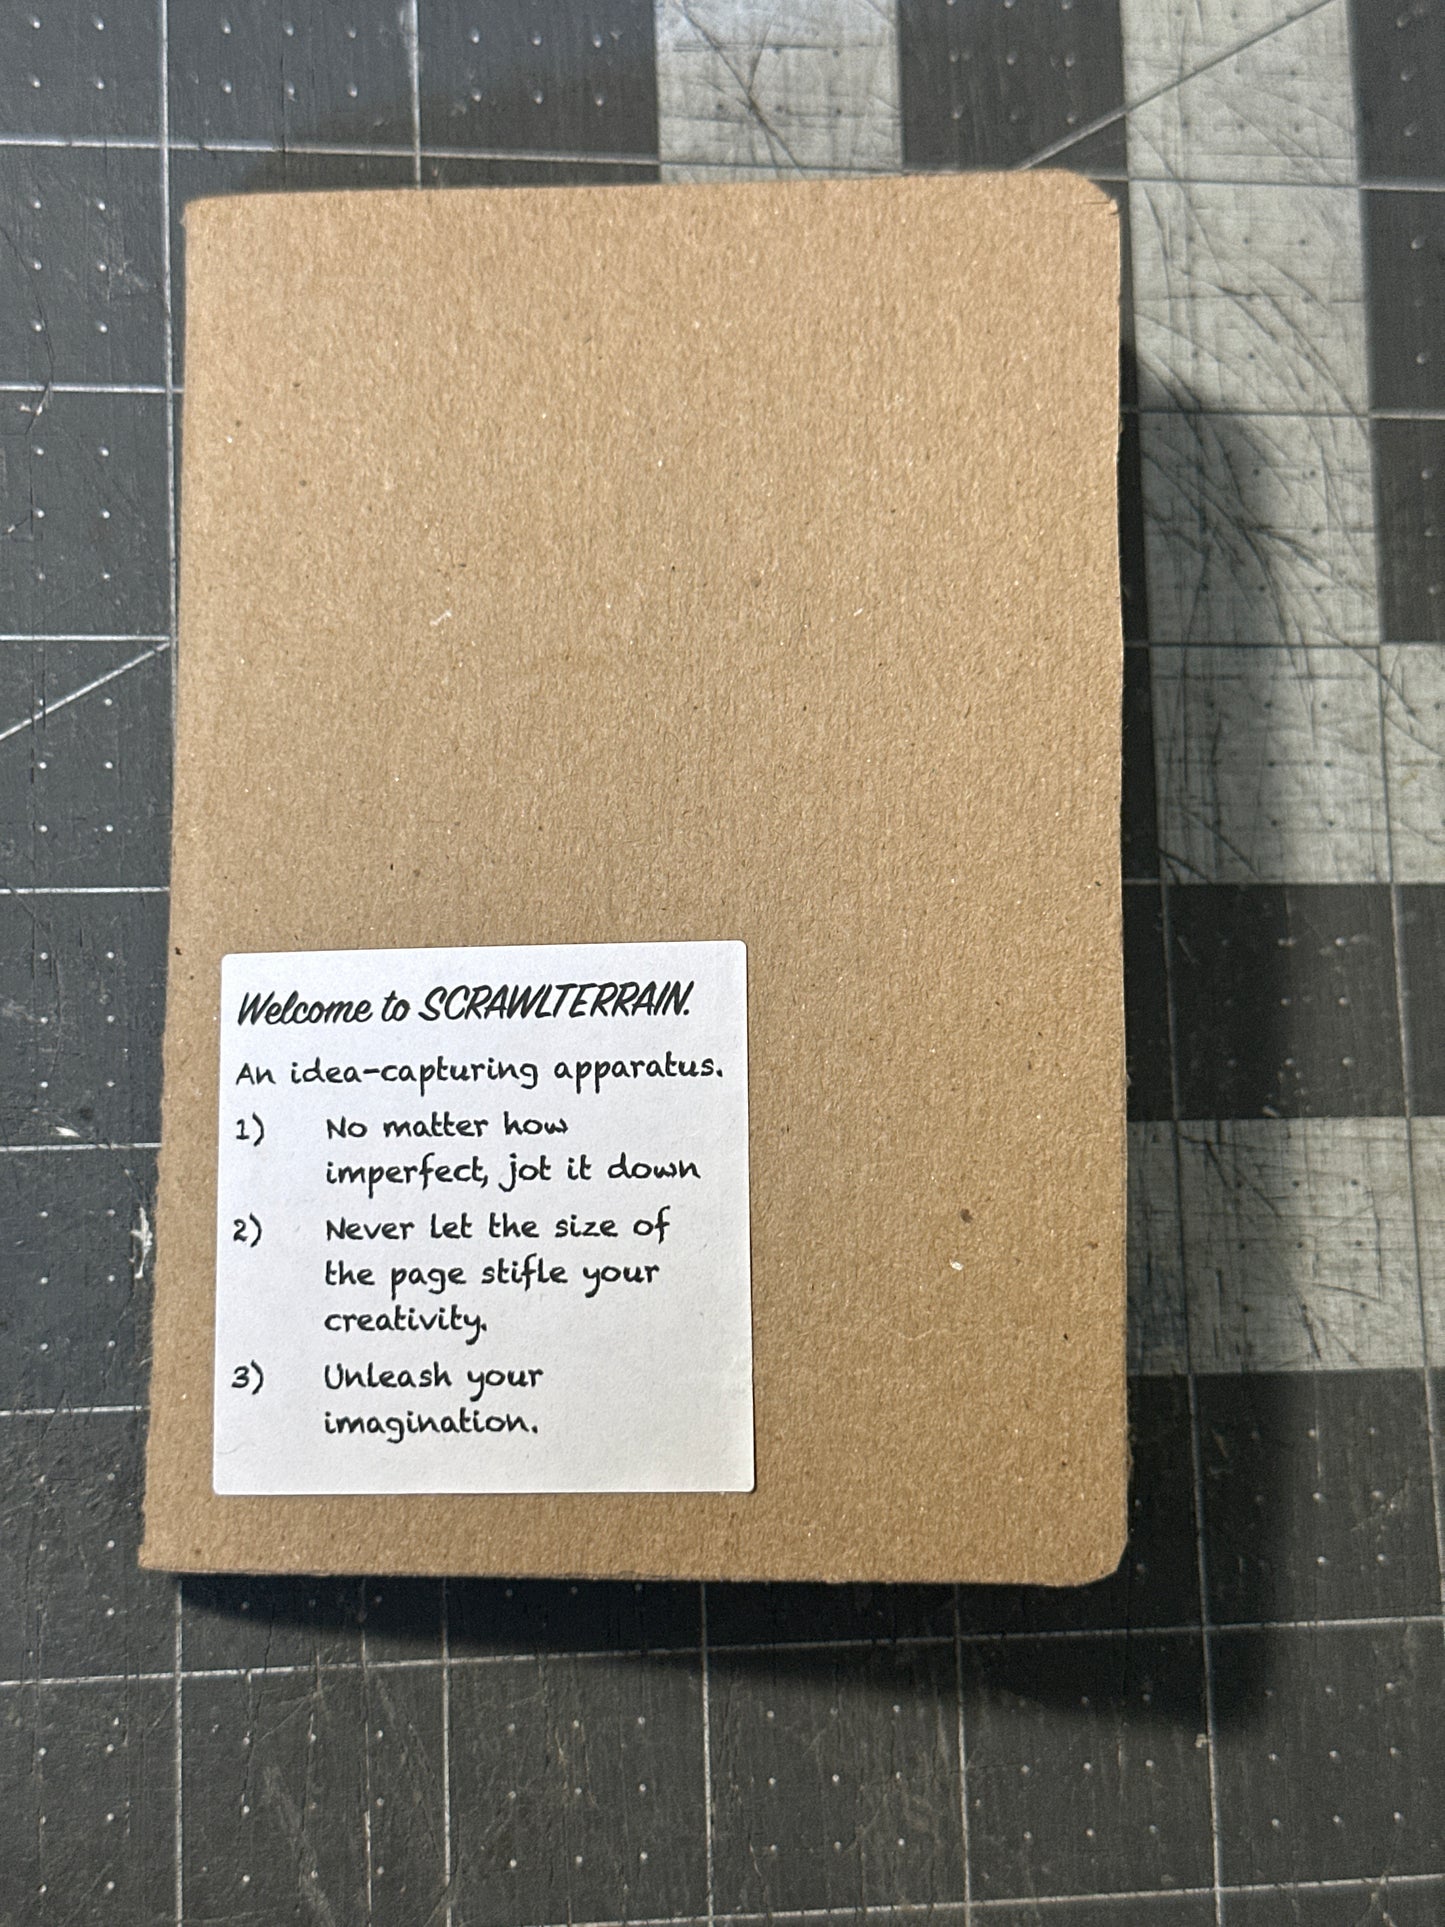 Welcome to SCRAWLTERRAIN.
An idea-capturing apparatus.
1) No matter how
imperfect, jot it down
2) Never let the size of
the page stifle your
creativity.
3) Unleash your
imagination.